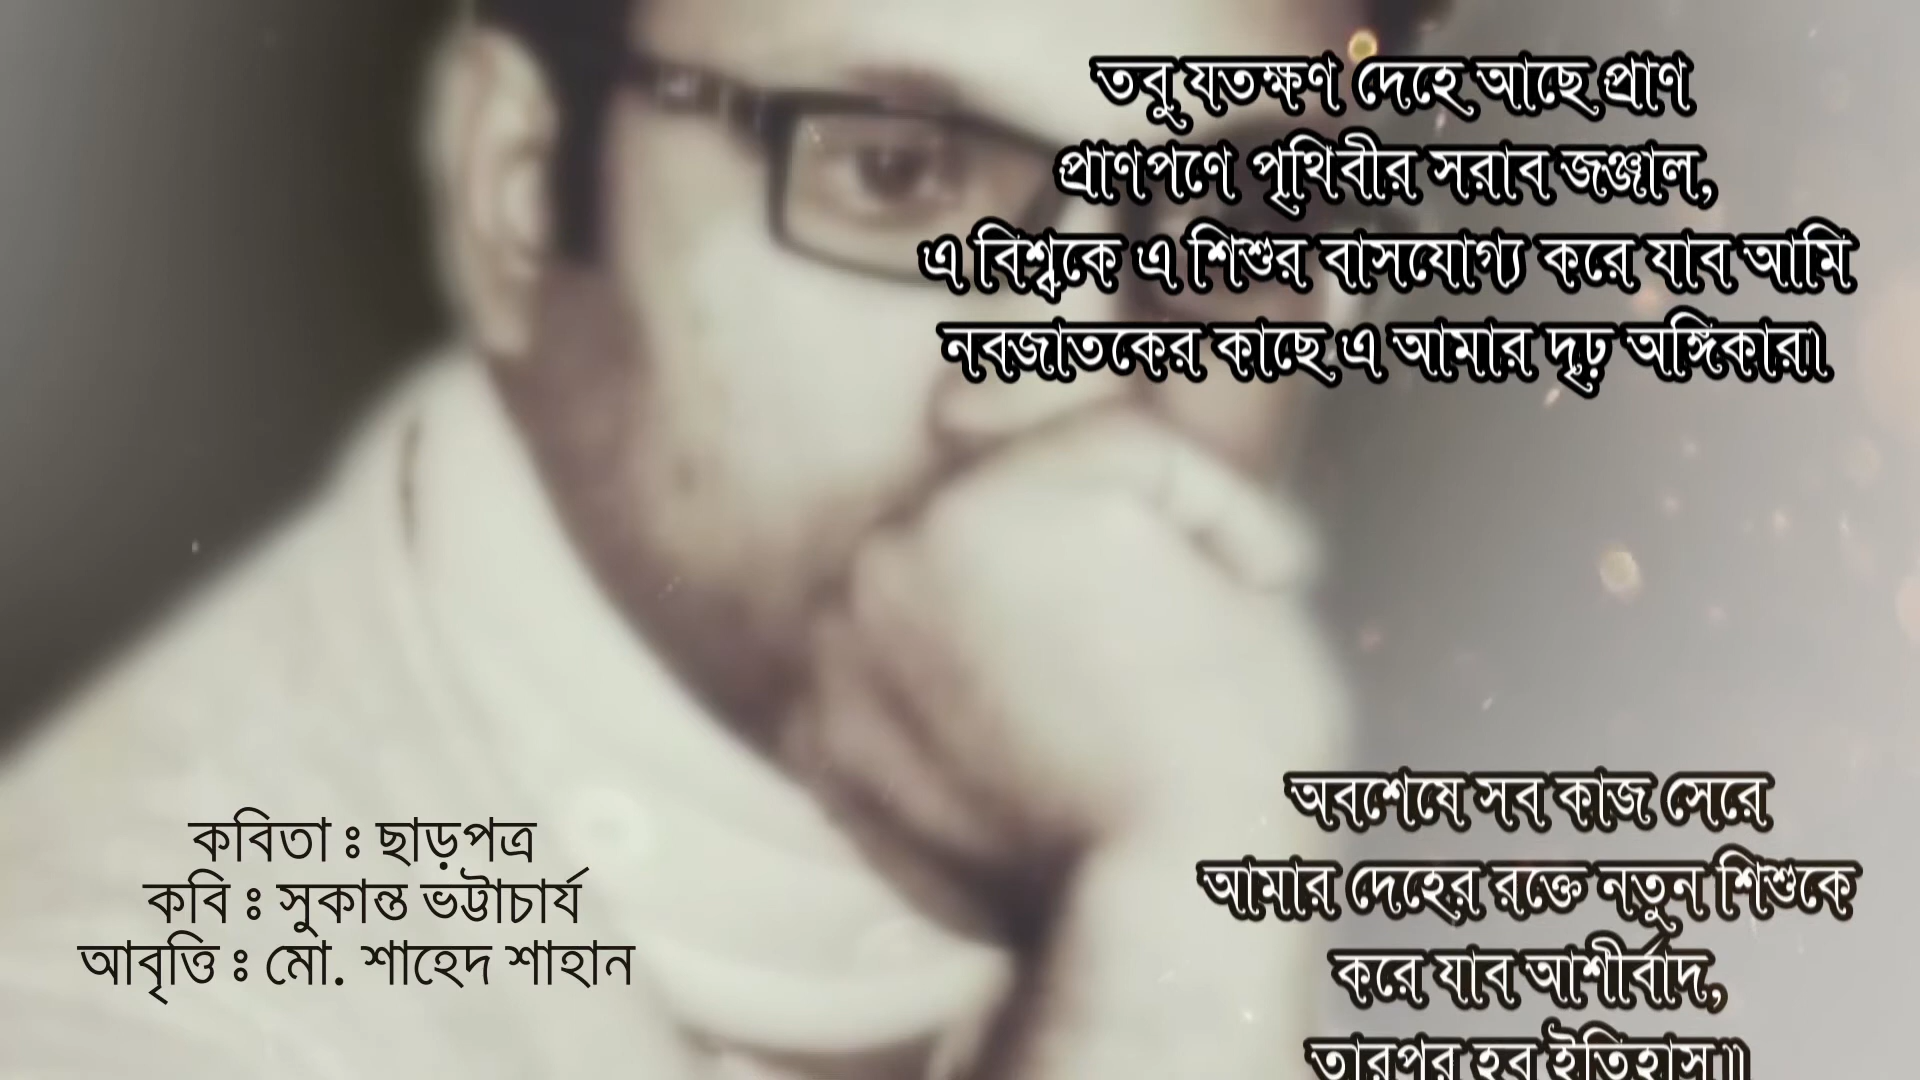 তবু যতক্ষণ দেহে আছে প্রাণ
প্রাণপণে পৃথিবীর সরাব জঞ্জাল,
এ বিশ্বকে এ শিশুর বাসযোগ্য করে যাব আমি
নবজাতকের কাছে এ আমার দৃঢ় অঙ্গিকার।
অবশেষে সব কাজ সেরে
আমার দেহের রক্তে নতুন শিশুকে
করে যাব আশীর্বাদ,
তারপর হব ইতিহাস॥
কবিতা ঃ ছাড়পত্র
কবি ঃ সুকান্ত ভট্টাচার্য
আবৃত্তি ঃ মো. শাহেদ শাহান